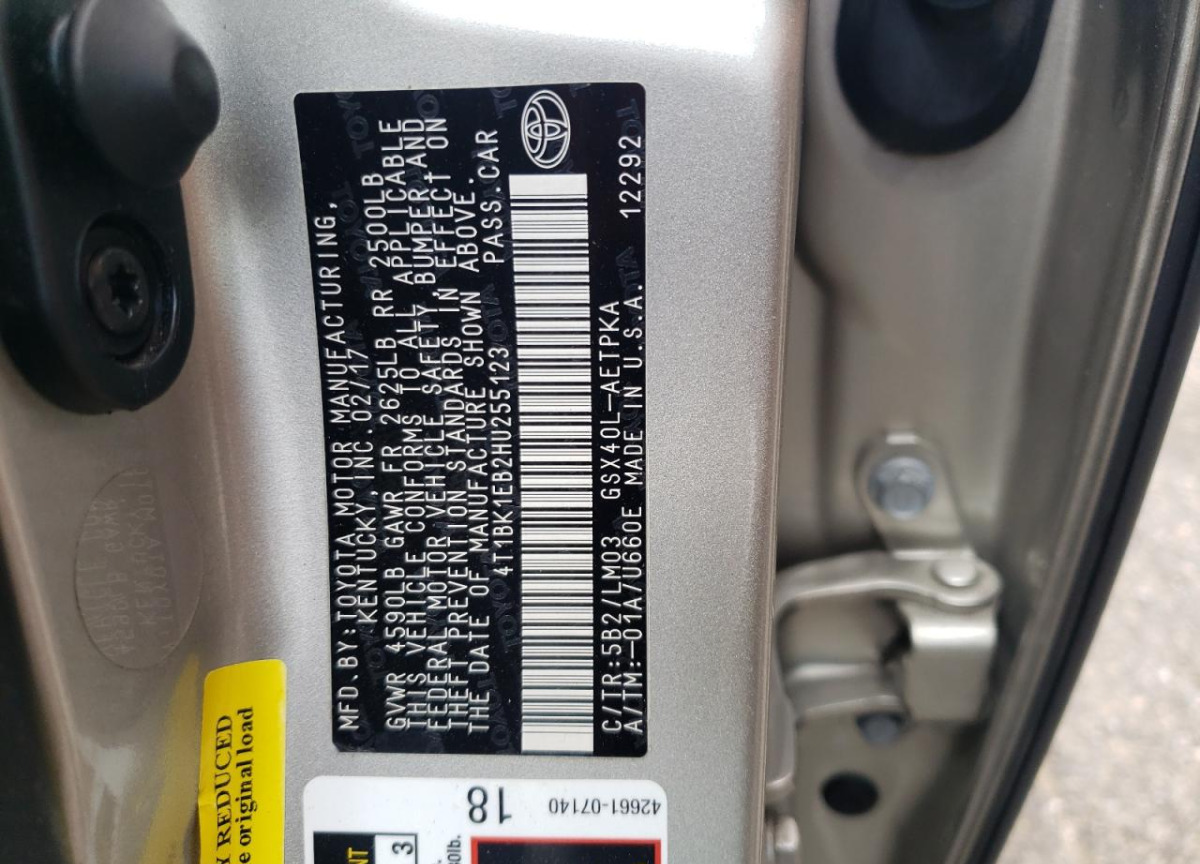 MFD.BY:TOYOTA MOTOR MANUFACTURING,
KENTUCKY,INC. 02/17
GVWR 4590LB GAWR FR 2625LB RR 2500LB
THIS VEHICLE CONFORMS TO ALL APPLICABLE
FEDERAL MOTOR VEHICLE SAFETY, BUMPER, AND
THEFT PREVENTION STANDARDS IN EFFECT ON
THE DATE OF MANUFACTURE SHOWN ABOVE.
4T1BK1EB2HU255123 PASS.CAR
C/TR:5B2/LM03 GSX40L-AETPKA
A/TM:-01A/U660E MADE IN U.S.A. 12292
Y REDUCED
e original load
42661-07140
18
NT
3
30lb.